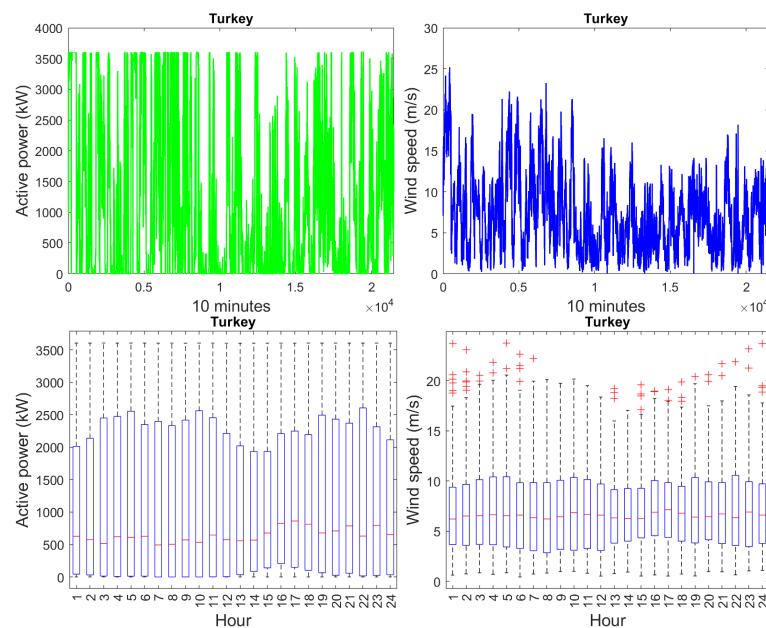 Turkey
Active power (kW)
4000
3500
3000
2500
2000
1500
1000
500
0
0 0.5 1 1.5 2
10 minutes
×10⁴
Turkey
Wind speed (m/s)
30
25
20
15
10
5
0
0 0.5 1 1.5 2
10 minutes
×10⁴
Turkey
Active power (kW)
3500
3000
2500
2000
1500
1000
500
0
1 2 3 4 5 6 7 8 9 10 11 12 13 14 15 16 17 18 19 20 21 22 23 24
Hour
Turkey
Wind speed (m/s)
20
15
10
5
0
1 2 3 4 5 6 7 8 9 10 11 12 13 14 15 16 17 18 19 20 21 22 23 24
Hour